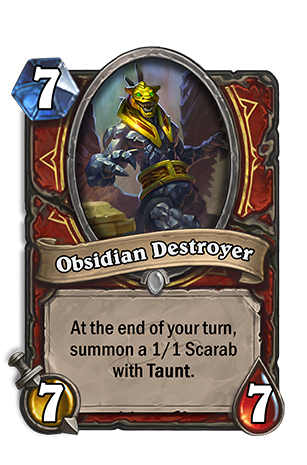 7
Obsidian Destroyer
At the end of your turn,
summon a 1/1 Scarab
with Taunt.
7
7